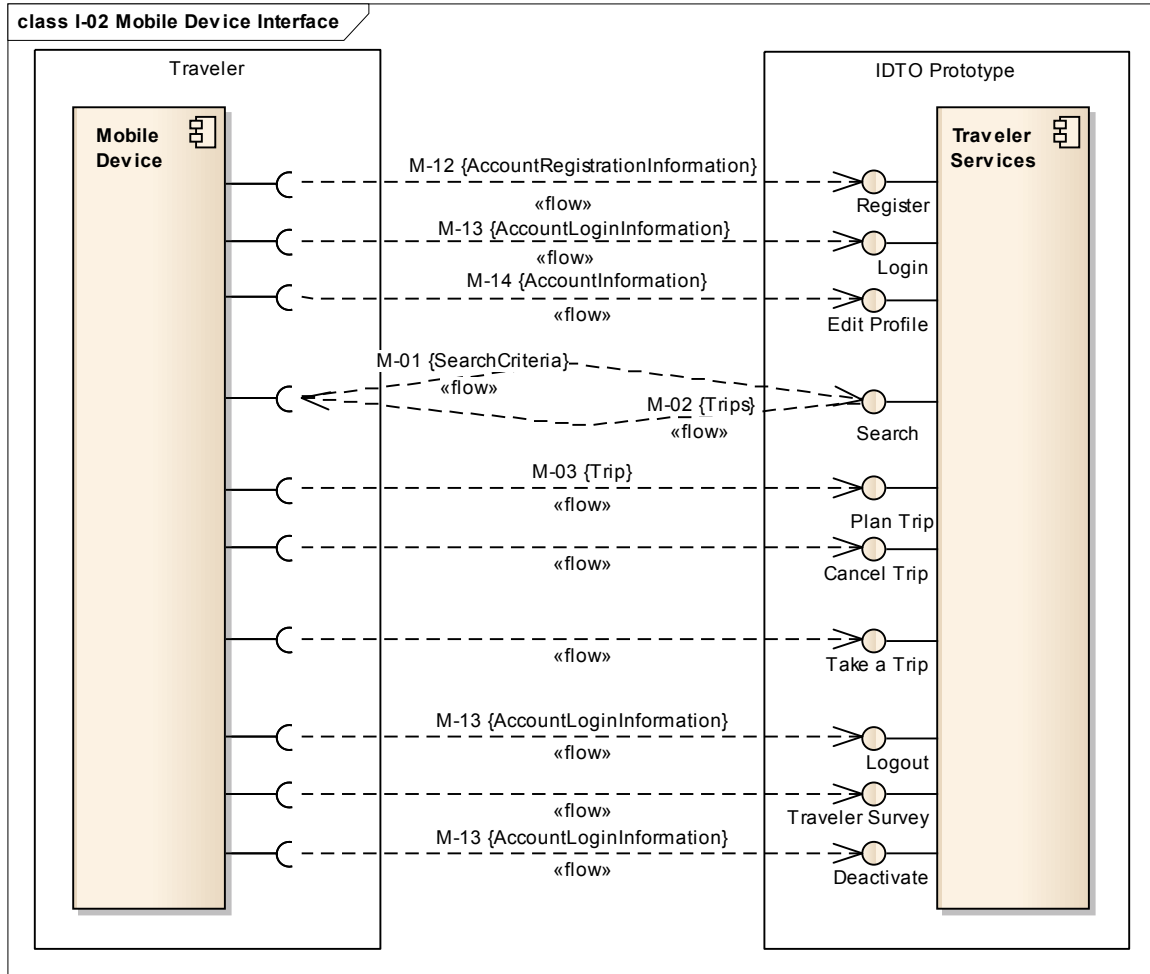 class I-02 Mobile Device Interface
Traveler
IDTO Prototype
Mobile
Device
Traveler
Services
M-12 {AccountRegistrationInformation}
«flow»
Register
M-13 {AccountLoginInformation}
«flow»
Login
M-14 {AccountInformation}
«flow»
Edit Profile
M-01 {SearchCriteria}
«flow»
M-02 {Trips}
«flow»
Search
M-03 {Trip}
«flow»
Plan Trip
«flow»
Cancel Trip
«flow»
Take a Trip
M-13 {AccountLoginInformation}
«flow»
Logout
«flow»
Traveler Survey
M-13 {AccountLoginInformation}
«flow»
Deactivate